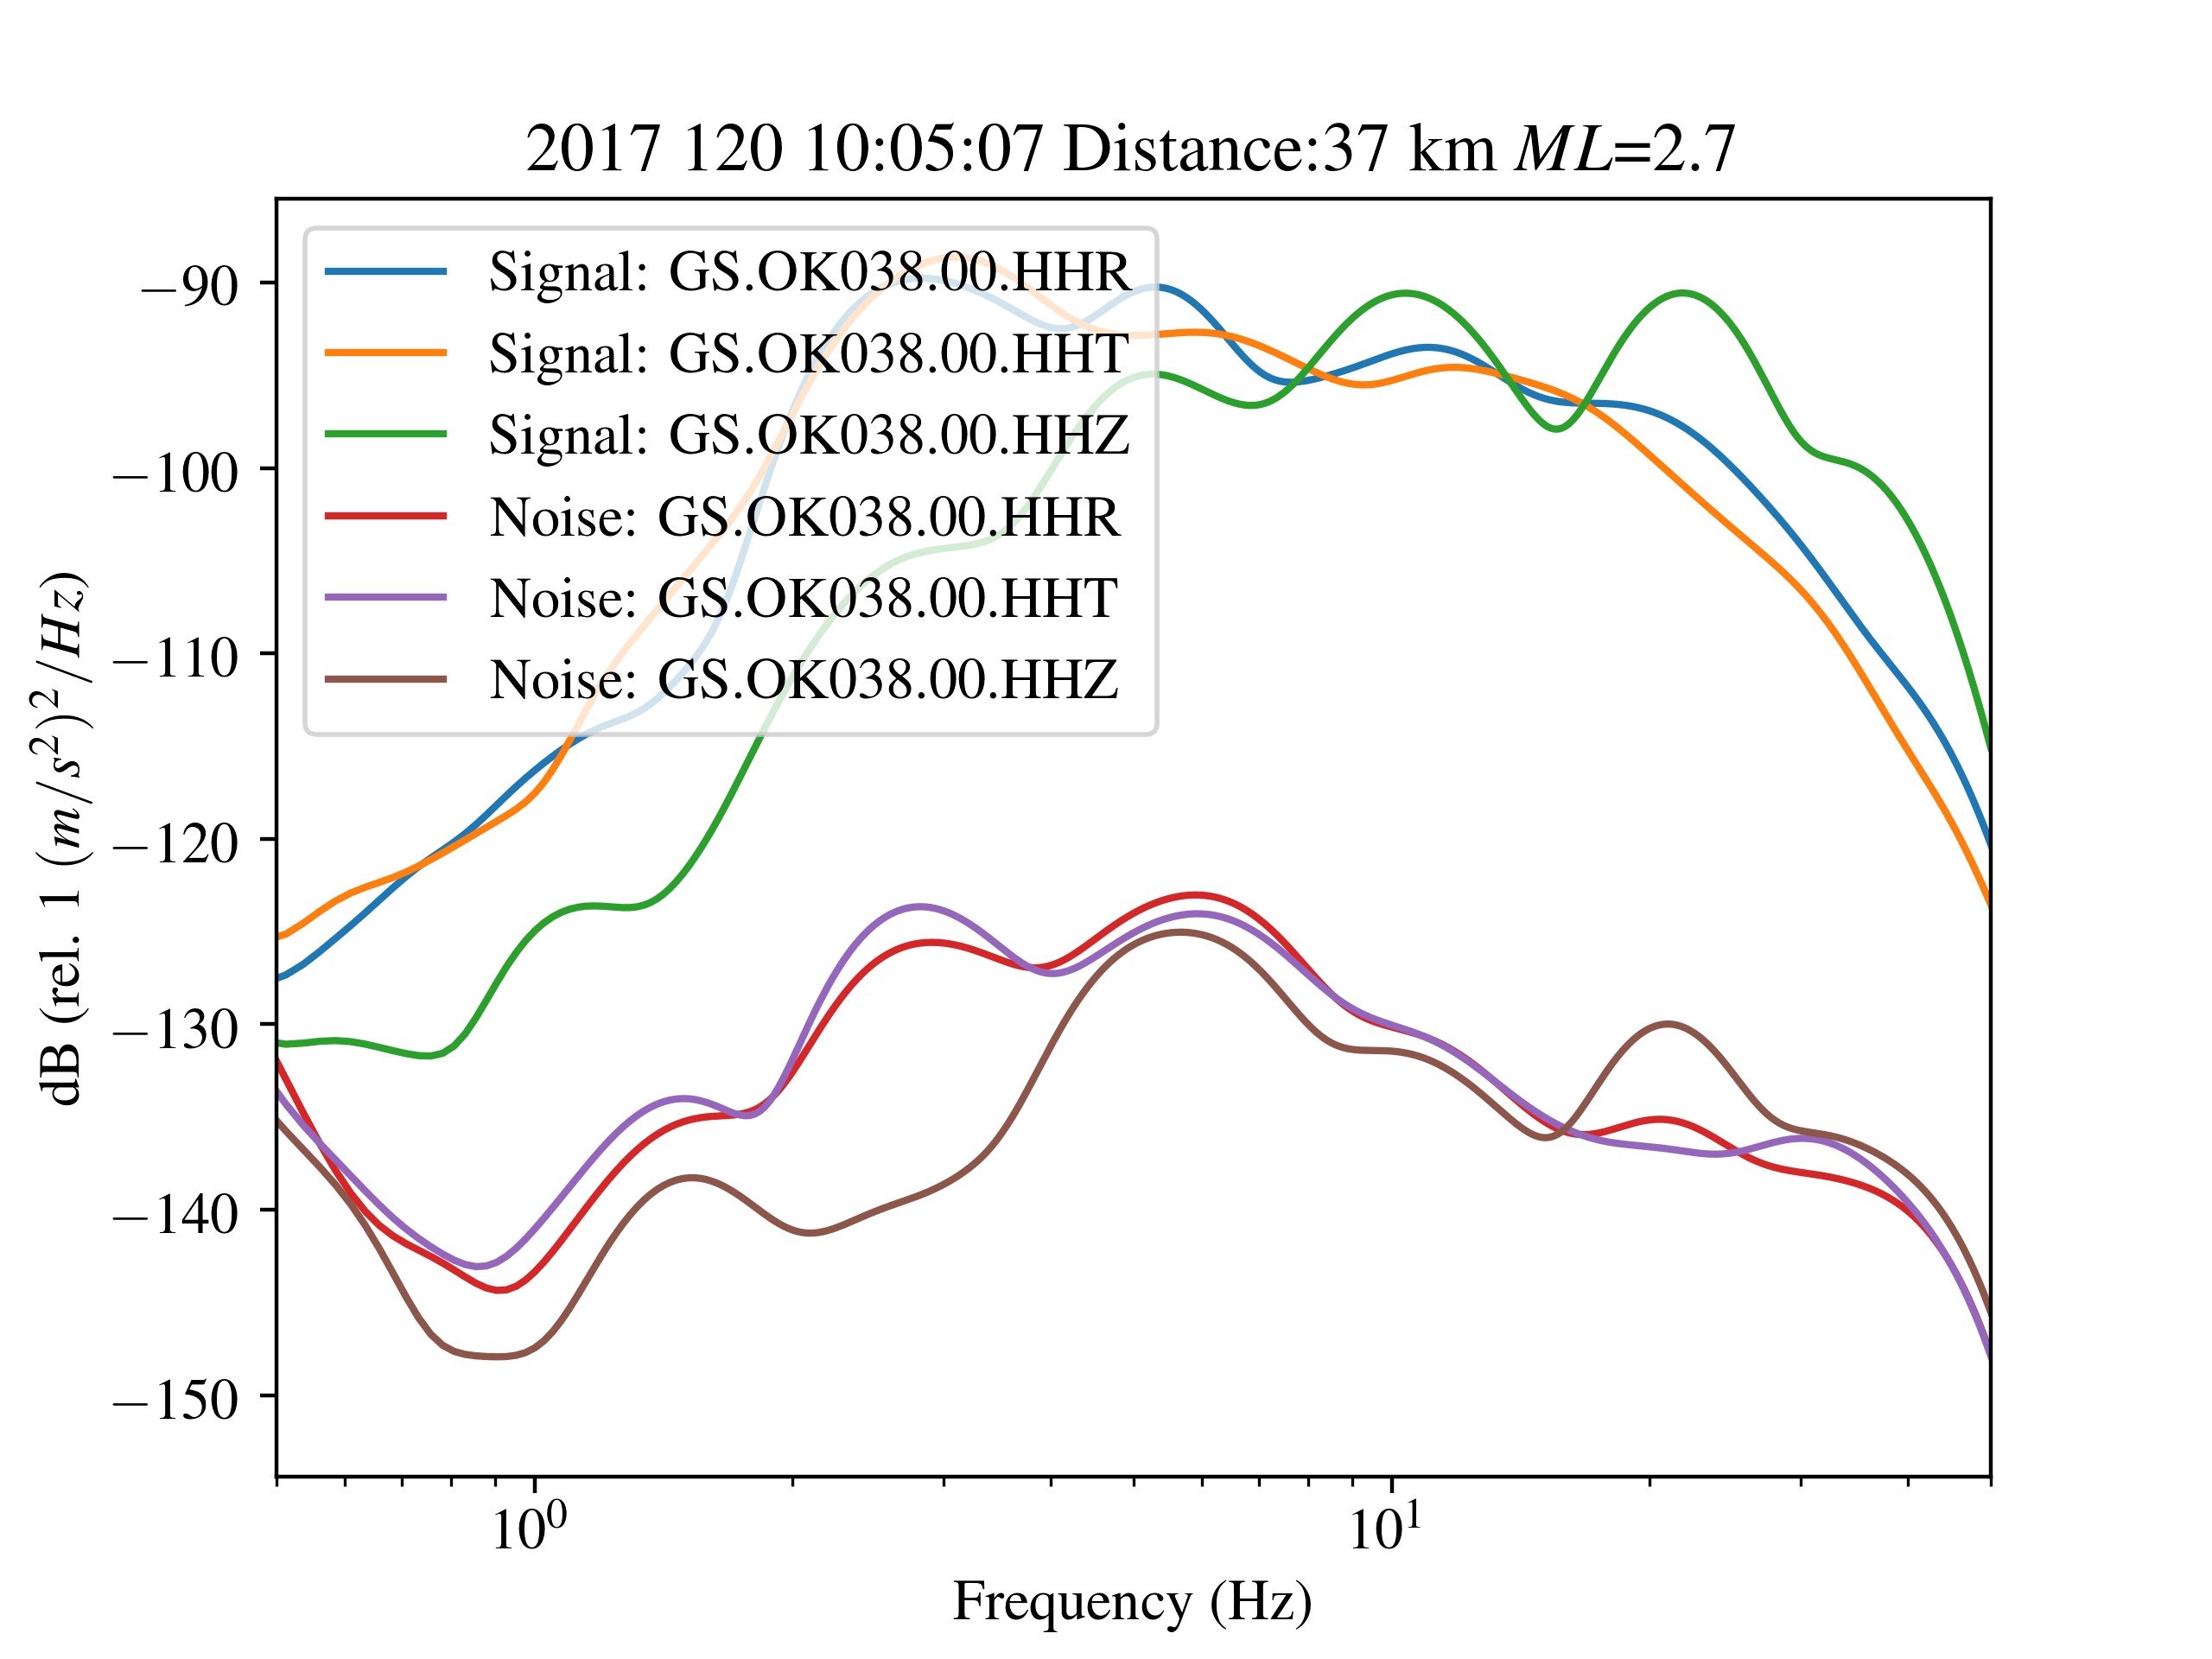 2017 120 10:05:07 Distance:37 km ML=2.7
Signal: GS.OK038.00.HHR
Signal: GS.OK038.00.HHT
Signal: GS.OK038.00.HHZ
Noise: GS.OK038.00.HHR
Noise: GS.OK038.00.HHT
Noise: GS.OK038.00.HHZ
dB (rel. 1 (m/s²)²/Hz)
−90
−100
−110
−120
−130
−140
−150
10⁰ 10¹
Frequency (Hz)